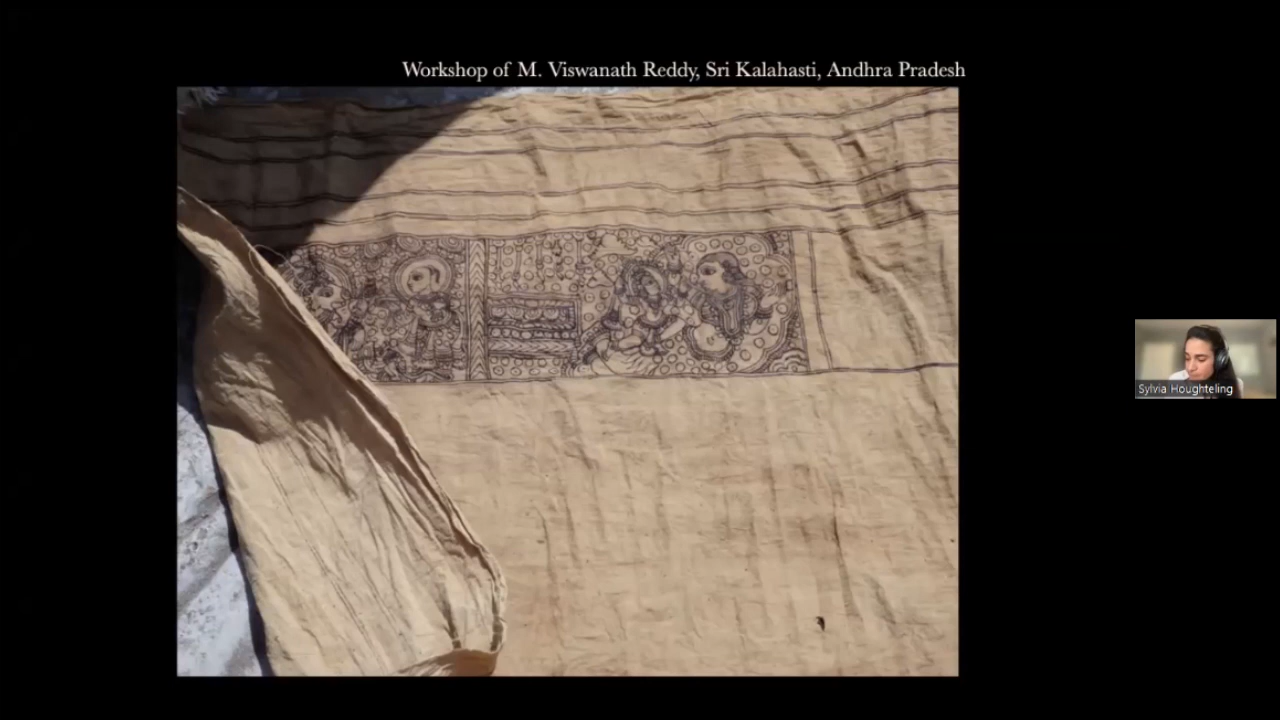 Workshop of M. Viswanath Reddy, Sri Kalahasti, Andhra Pradesh
Sylvia Houghteling